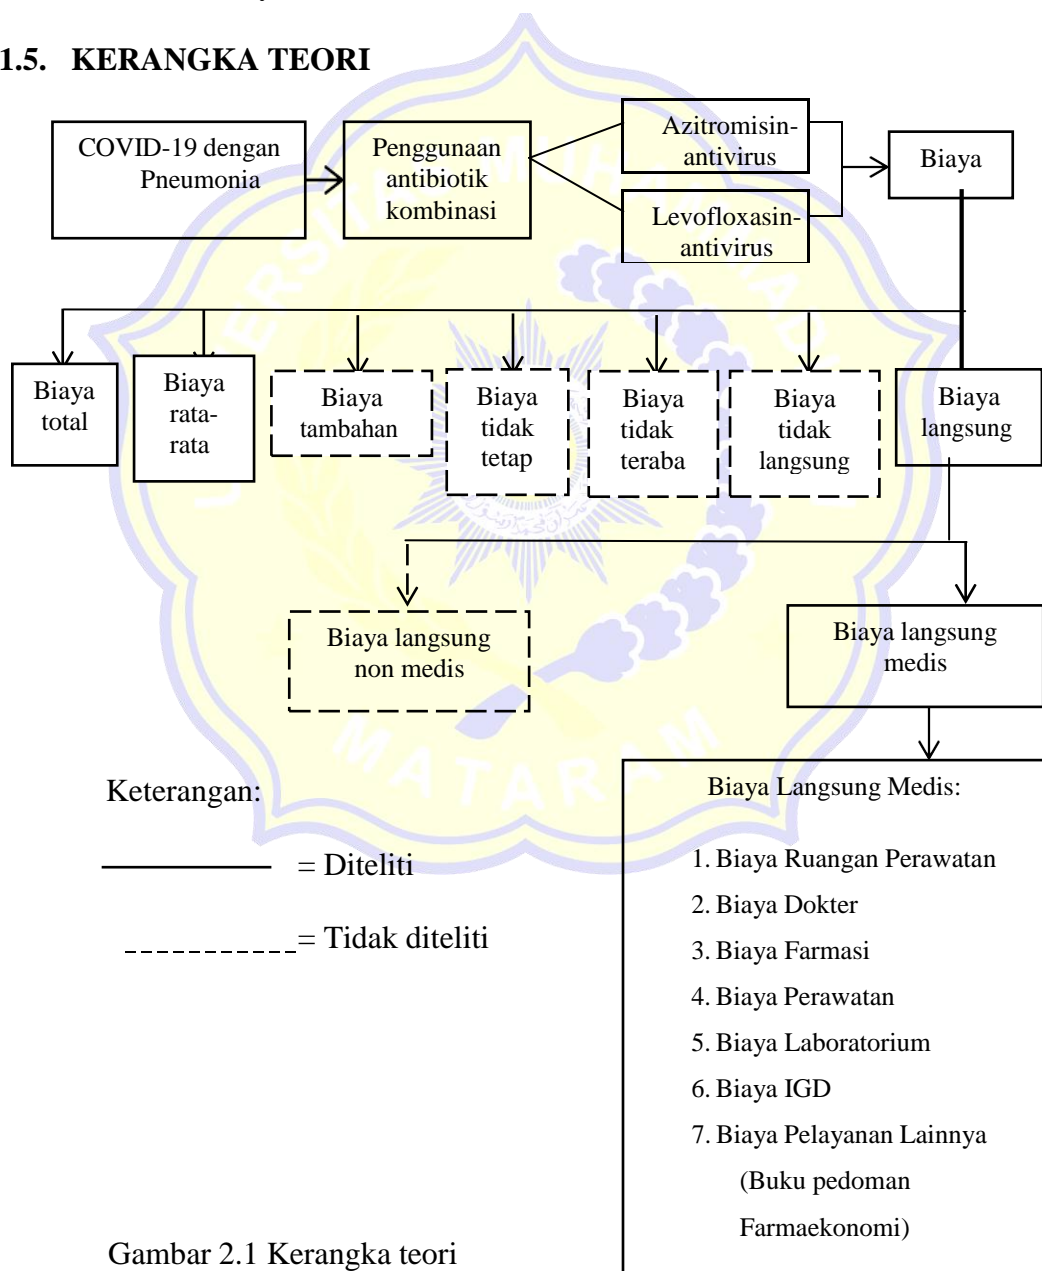 1.5. KERANGKA TEORI
COVID-19 dengan
Pneumonia
Penggunaan
antibiotik
kombinasi
Azitromisin-
antivirus
Levofloxasin-
antivirus
Biaya
Biaya
total
Biaya
rata-
rata
Biaya
tambahan
Biaya
tidak
tetap
Biaya
tidak
teraba
Biaya
tidak
langsung
Biaya
langsung
Biaya langsung
non medis
Biaya langsung
medis
Keterangan:
= Diteliti
= Tidak diteliti
Biaya Langsung Medis:
1. Biaya Ruangan Perawatan
2. Biaya Dokter
3. Biaya Farmasi
4. Biaya Perawatan
5. Biaya Laboratorium
6. Biaya IGD
7. Biaya Pelayanan Lainnya
(Buku pedoman
Farmaekonomi)
Gambar 2.1 Kerangka teori
MATARAM